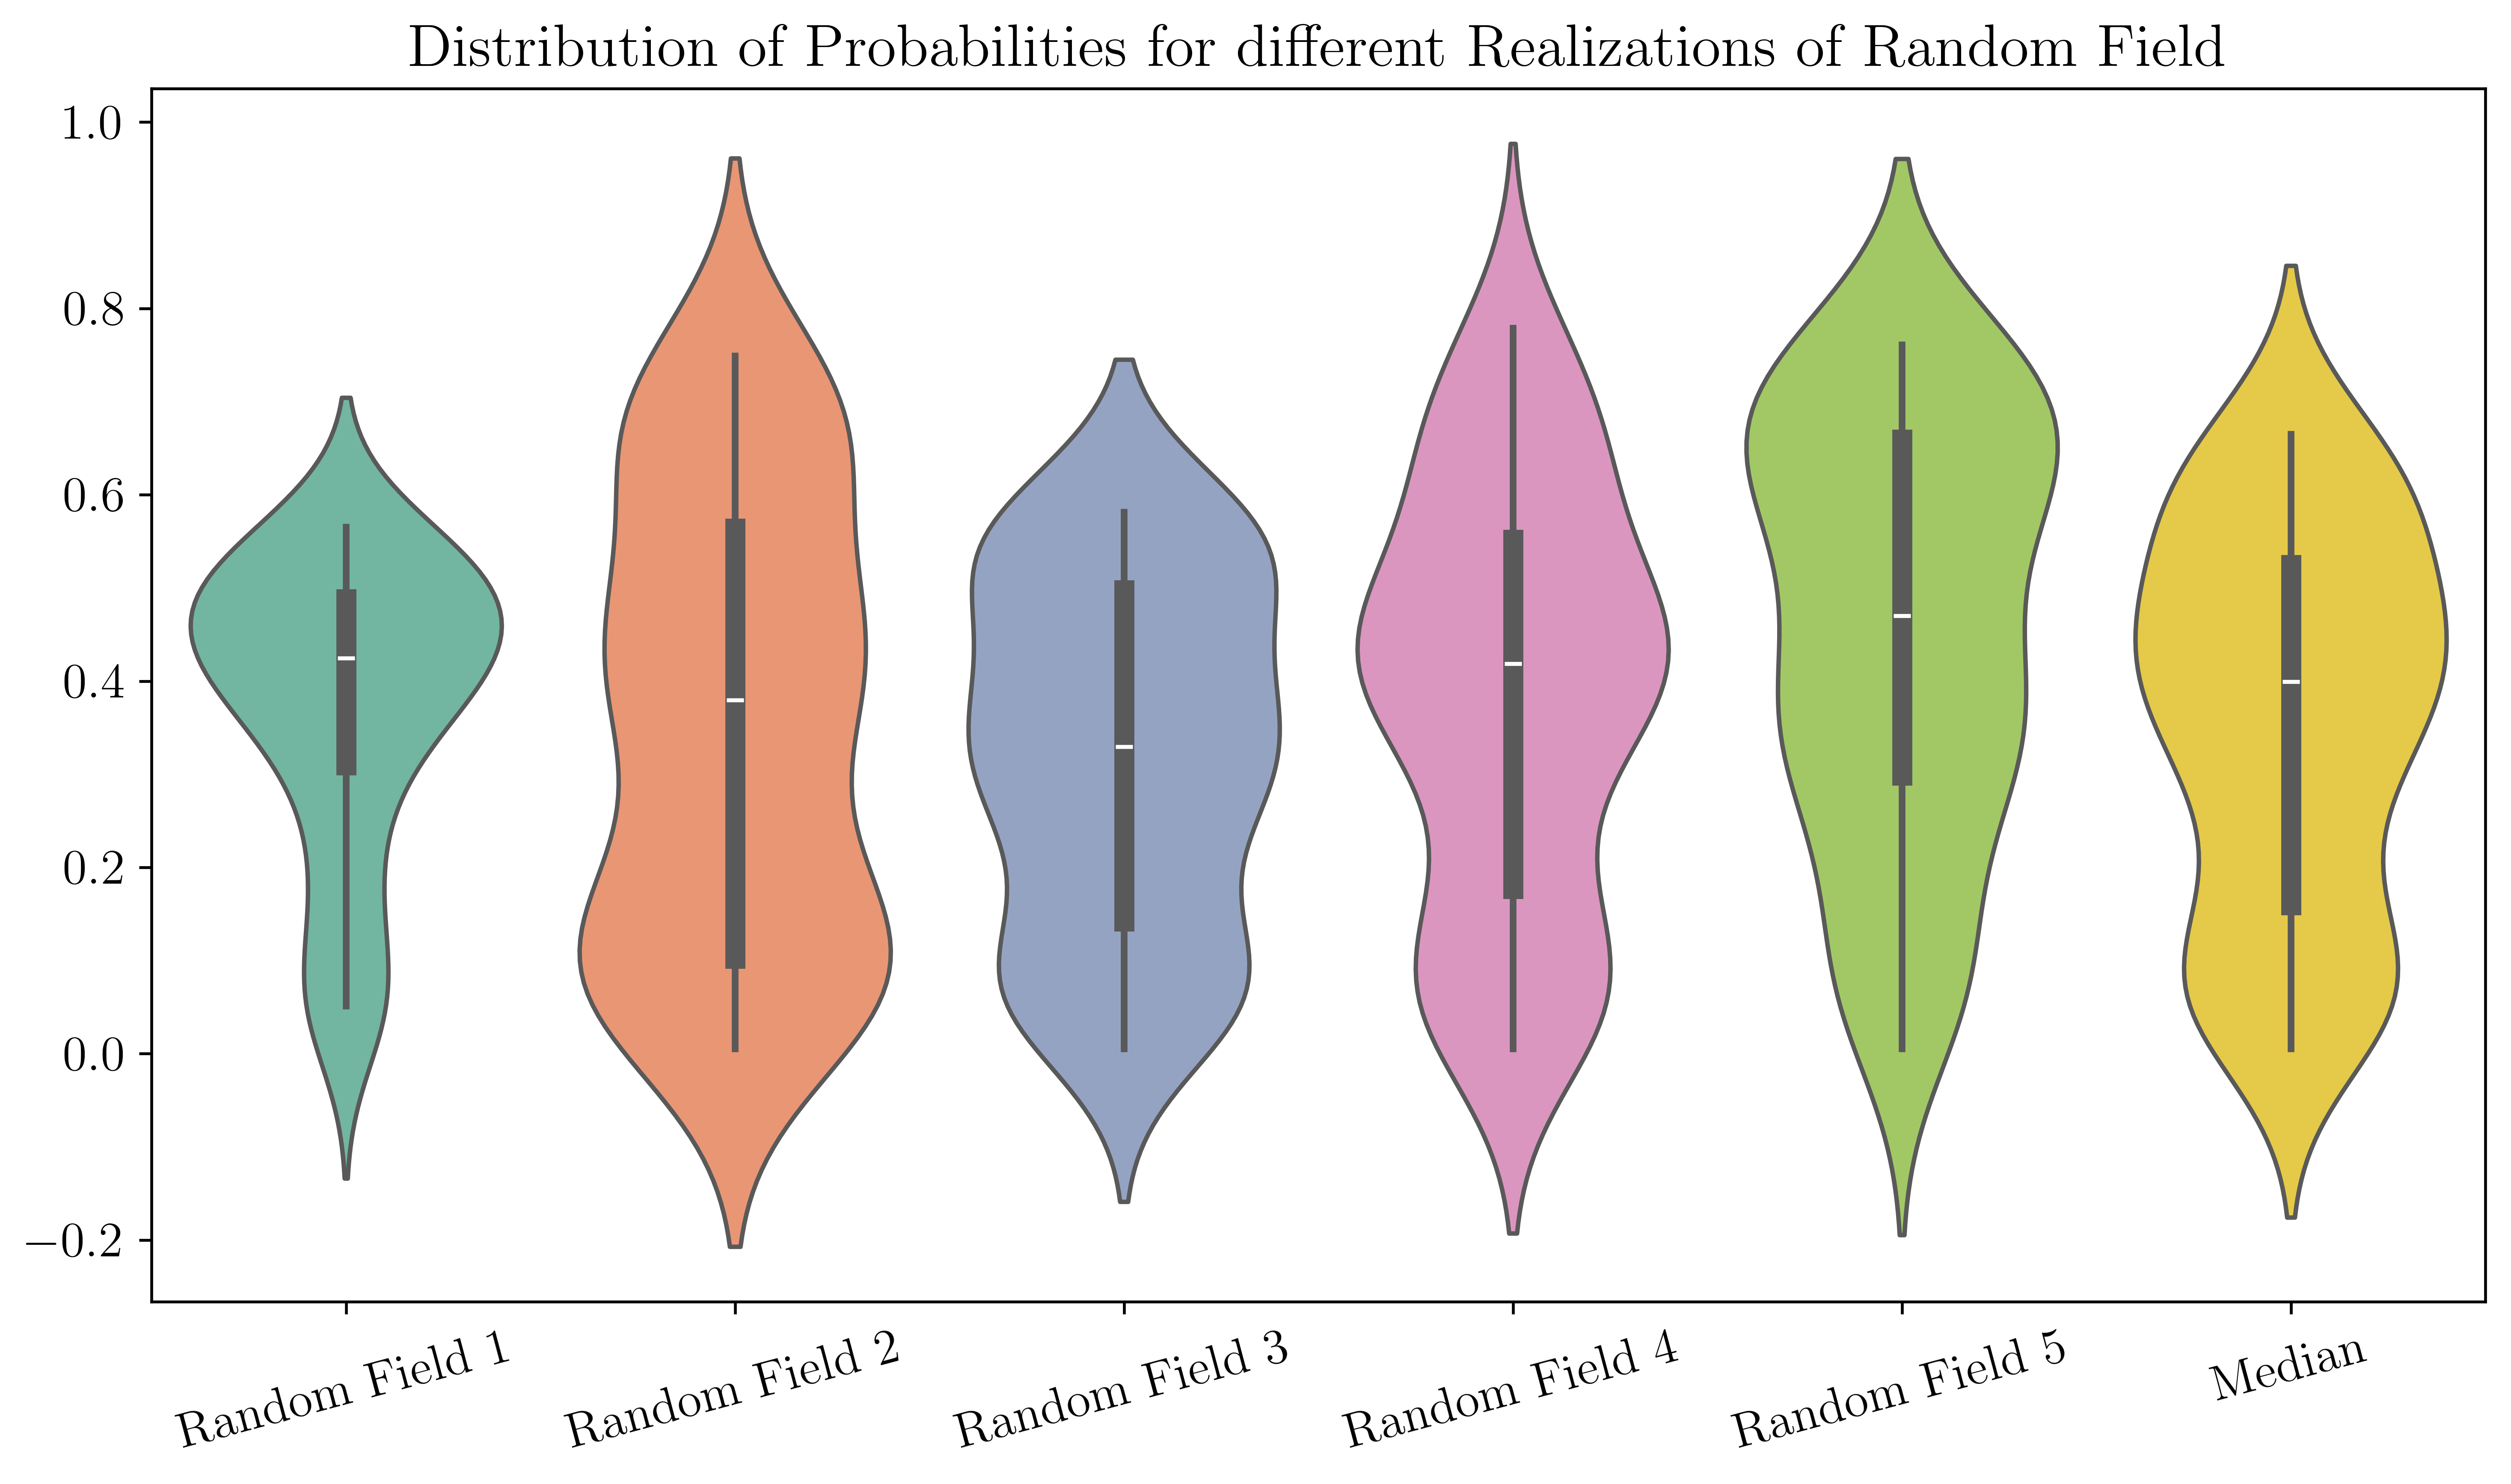 Distribution of Probabilities for different Realizations of Random Field
1.0
0.8
0.6
0.4
0.2
0.0
−0.2
Random Field 1
Random Field 2
Random Field 3
Random Field 4
Random Field 5
Median